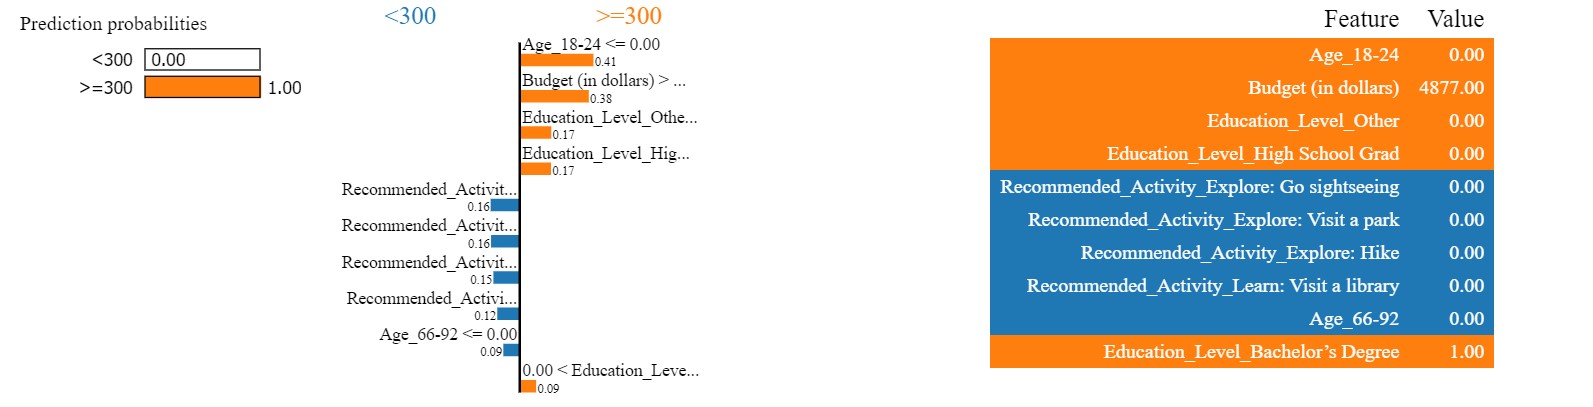 Prediction probabilities
<300 0.00
>=300 1.00
<300 >=300
Age_18-24 <= 0.00
0.41
Budget (in dollars) > ...
0.38
Education_Level_Othe...
0.17
Education_Level_Hig...
0.17
Recommended_Activit...
0.16
Recommended_Activit...
0.16
Recommended_Activit...
0.15
Recommended_Activi...
0.12
Age_66-92 <= 0.00
0.09
0.00 < Education_Leve...
0.09
Feature Value
Age_18-24 0.00
Budget (in dollars) 4877.00
Education_Level_Other 0.00
Education_Level_High School Grad 0.00
Recommended_Activity_Explore: Go sightseeing 0.00
Recommended_Activity_Explore: Visit a park 0.00
Recommended_Activity_Explore: Hike 0.00
Recommended_Activity_Learn: Visit a library 0.00
Age_66-92 0.00
Education_Level_Bachelor’s Degree 1.00